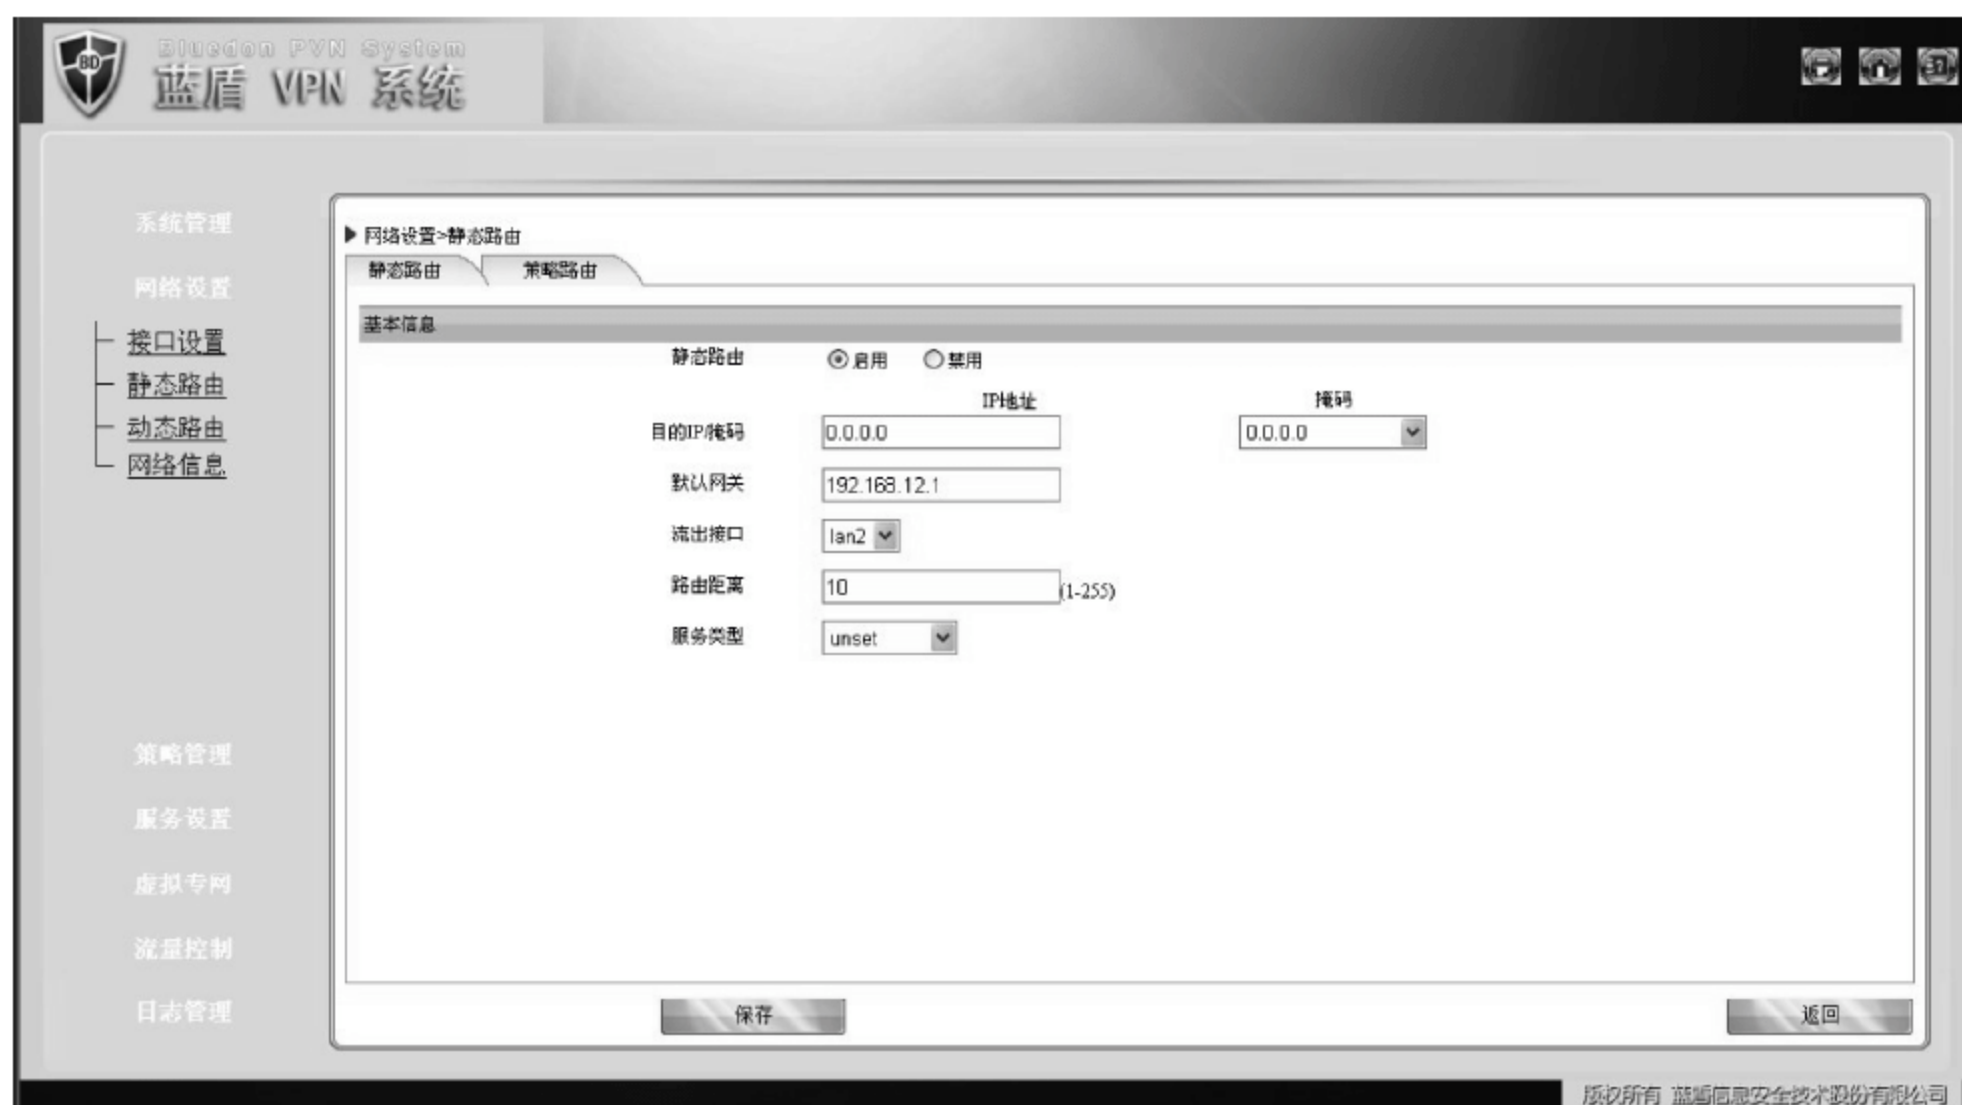 Bluedon PVN System
蓝盾 VPN 系统
系统管理
网络设置
接口设置
静态路由
动态路由
网络信息
策略管理
服务设置
虚拟专网
流量控制
日志管理
网络设置>静态路由
静态路由 策略路由
基本信息
静态路由 启用 禁用
IP地址 掩码
目的IP/掩码 0.0.0.0 0.0.0.0
默认网关 192.168.12.1
流出接口 lan2
路由距离 10 (1-255)
服务类型 unset
保存 返回
版权所有 蓝盾信息安全技术股份有限公司